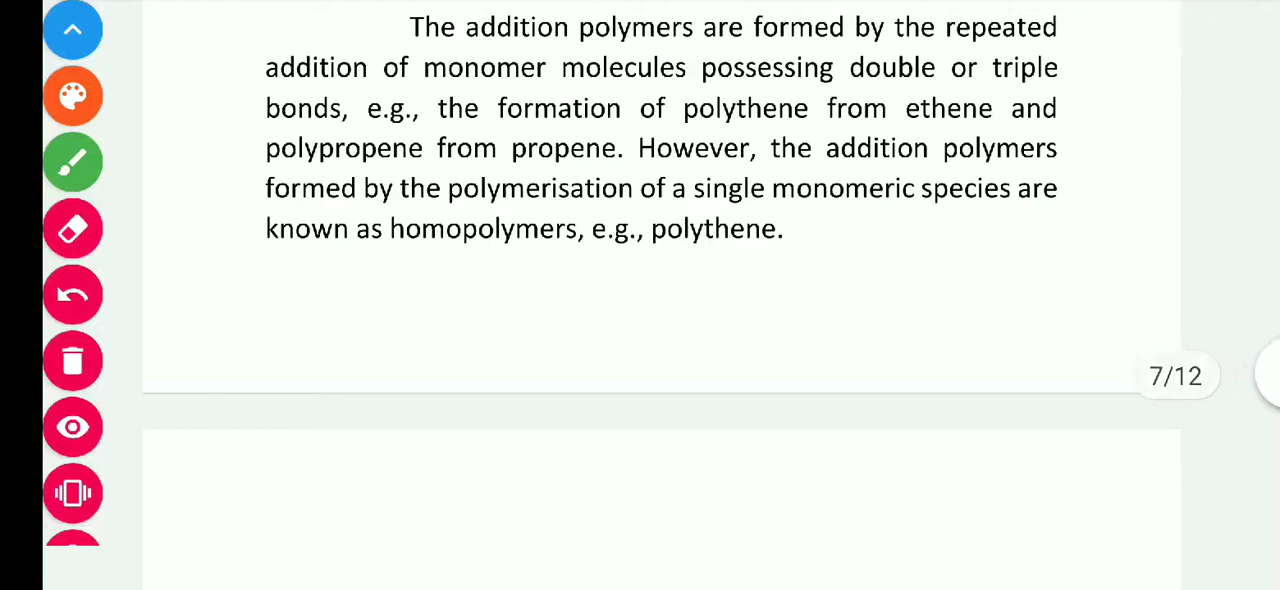 The addition polymers are formed by the repeated
addition of monomer molecules possessing double or triple
bonds, e.g., the formation of polythene from ethene and
polypropene from propene. However, the addition polymers
formed by the polymerisation of a single monomeric species are
known as homopolymers, e.g., polythene.
7/12